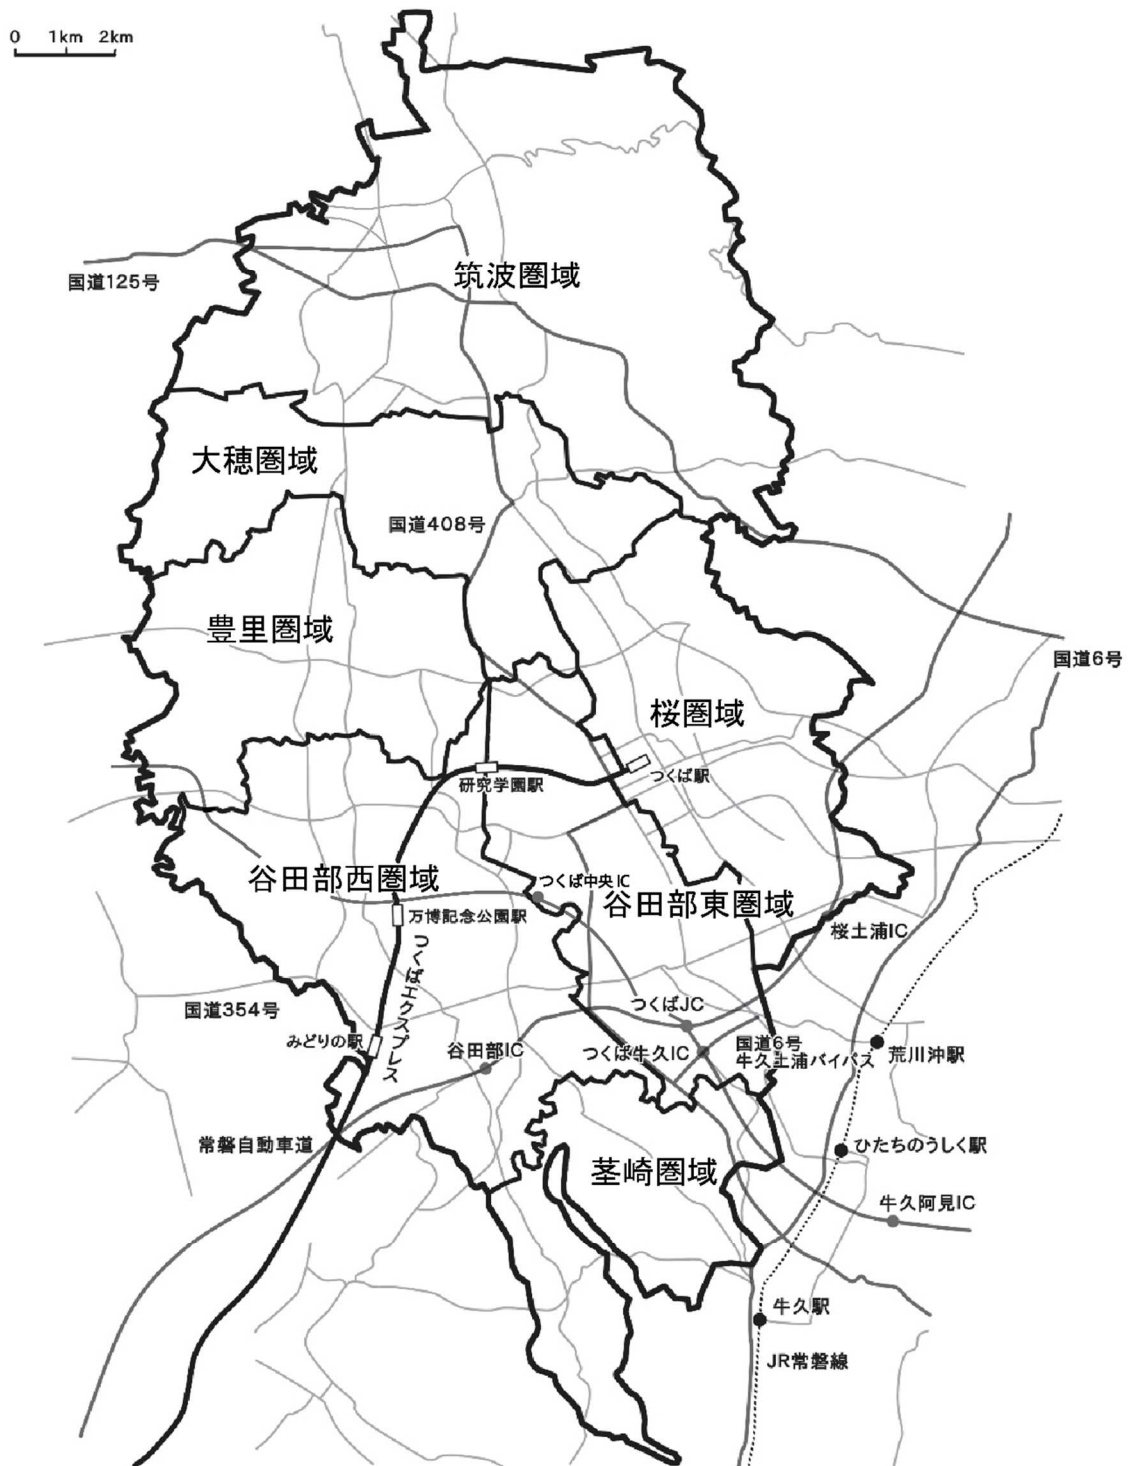 0 1km 2km
国道125号
筑波圏域
大穂圏域
国道408号
豊里圏域
国道6号
桜圏域
つくば駅
研究学園駅
谷田部西圏域
つくば中央IC
谷田部東圏域
万博記念公園駅
桜土浦IC
つくばエクスプレス
国道354号
つくばJC
みどりの駅
谷田部IC
つくば牛久IC
国道6号
牛久土浦バイパス
荒川沖駅
常磐自動車道
ひたちのうしく駅
茎崎圏域
牛久阿見IC
牛久駅
JR常磐線